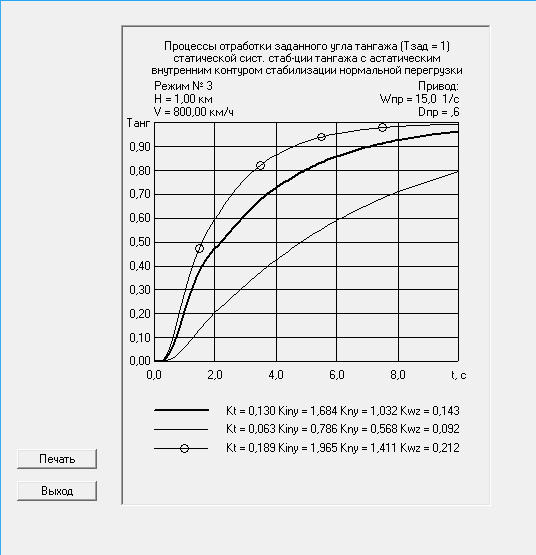 Процессы отработки заданного угла тангажа (Тзад = 1)
статической сист. стаб-ции тангажа с астатическим
внутренним контуром стабилизации нормальной перегрузки
Режим № 3
Привод:
H = 1,00 км
Wпр = 15,0 1/с
V = 800,00 км/ч
Dпр = ,6
Танг
0,90
0,80
0,70
0,60
0,50
0,40
0,30
0,20
0,10
0,00
0,0 2,0 4,0 6,0 8,0 t, с
Kt = 0,130 Kiny = 1,684 Kny = 1,032 Kwz = 0,143
Kt = 0,063 Kiny = 0,786 Kny = 0,568 Kwz = 0,092
Kt = 0,189 Kiny = 1,965 Kny = 1,411 Kwz = 0,212
Печать
Выход